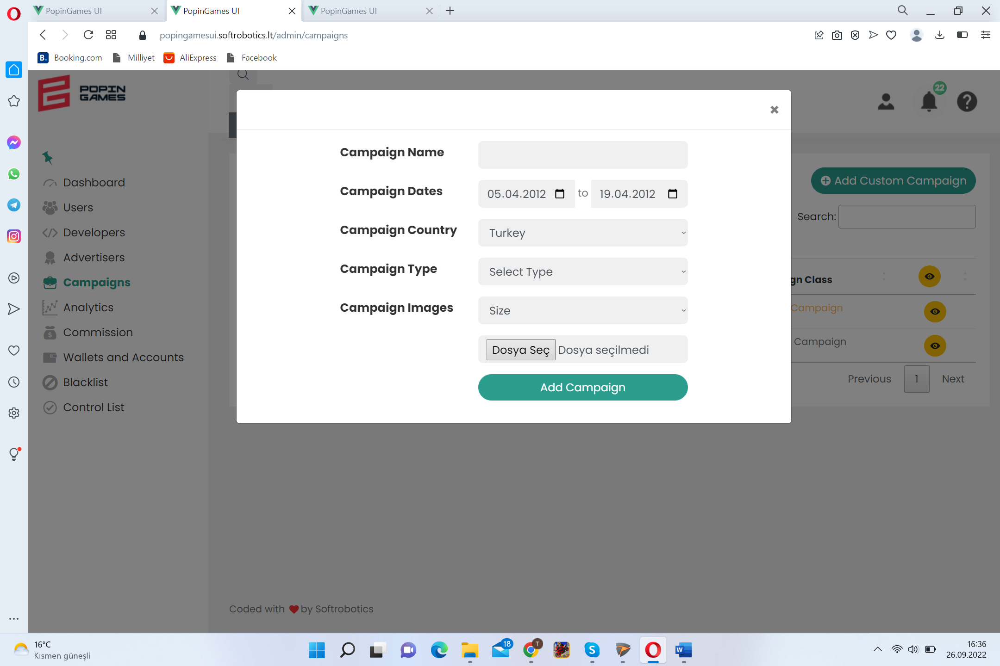 PopinGames UI
PopinGames UI
PopinGames UI
popingamesui.softrobotics.lt/admin/campaigns
B. Booking.com
Milliyet
AliExpress
Facebook
POPIN
GAMES
22
Campaign Name
Campaign Dates
05.04.2012
to
19.04.2012
Campaign Country
Turkey
Campaign Type
Select Type
Campaign Images
Size
Dosya Seç
Dosya seçilmedi
Add Campaign
Dashboard
Users
Developers
Advertisers
Campaigns
Analytics
Commission
Wallets and Accounts
Blacklist
Control List
Add Custom Campaign
Search:
gn Class
Campaign
Campaign
Previous
1
Next
Coded with
by Softrobotics
16°C
Kısmen güneşli
18
T
S
W
16:36
26.09.2022